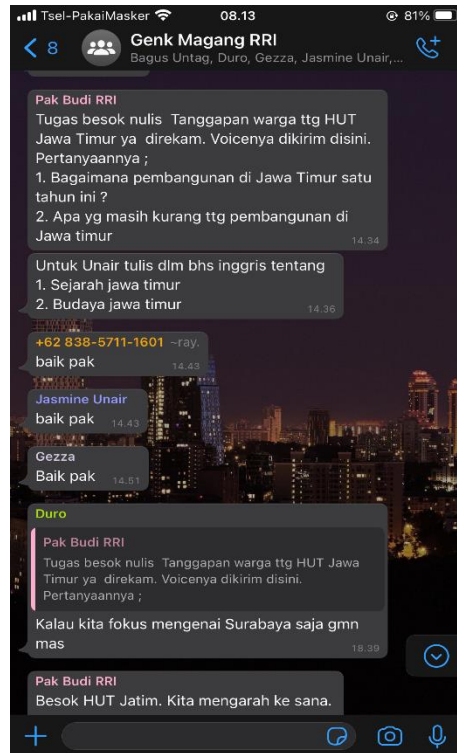 Tsel-PakaiMasker 08.13 81%
8 Genk Magang RRI
Bagus Untag, Duro, Gezza, Jasmine Unair,...
Pak Budi RRI
Tugas besok nulis Tanggapan warga ttg HUT
Jawa Timur ya direkam. Voicenya dikirim disini.
Pertanyaannya ;
1. Bagaimana pembangunan di Jawa Timur satu
tahun ini ?
2. Apa yg masih kurang ttg pembangunan di
Jawa timur
14.34
Untuk Unair tulis dlm bhs inggris tentang
1. Sejarah jawa timur
2. Budaya jawa timur
14.36
+62 838-5711-1601 ~ray.
baik pak 14.43
Jasmine Unair
baik pak 14.43
Gezza
Baik pak 14.51
Duro
Pak Budi RRI
Tugas besok nulis Tanggapan warga ttg HUT Jawa
Timur ya direkam. Voicenya dikirim disini.
Pertanyaannya ;
Kalau kita fokus mengenai Surabaya saja gmn
mas
18.39
Pak Budi RRI
Besok HUT Jatim. Kita mengarah ke sana.